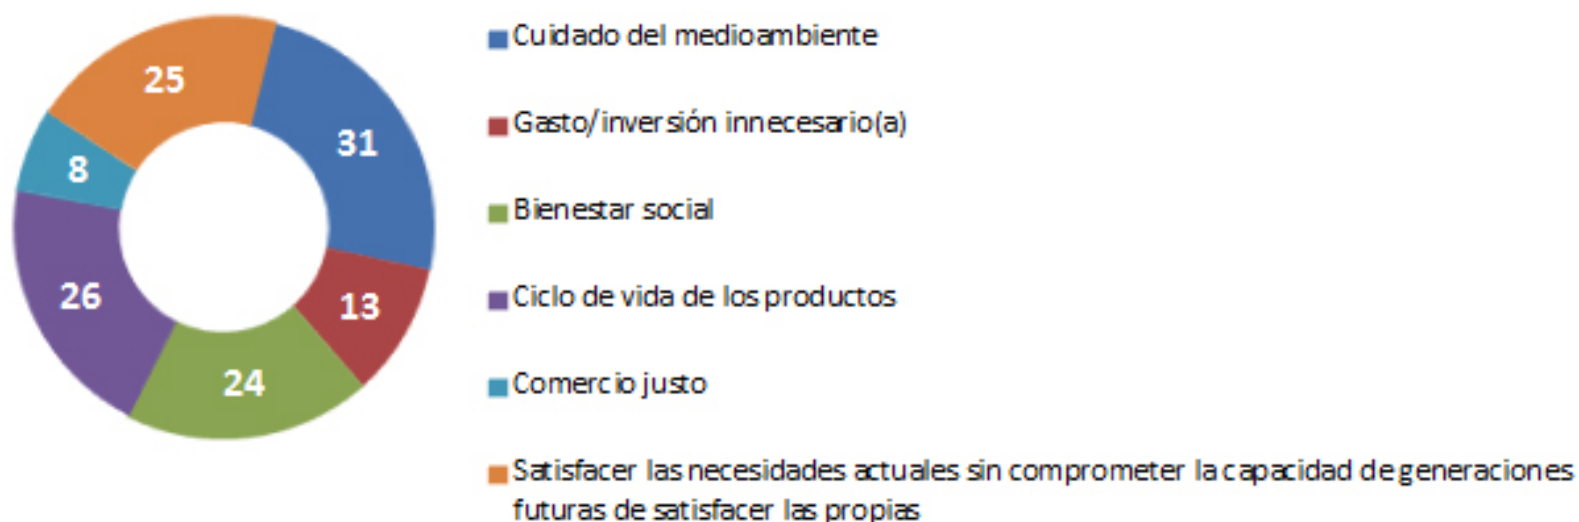 25
31
8
26
13
24
Cuidado del medioambiente
Gasto/inversión innecesario(a)
Bienestar social
Ciclo de vida de los productos
Comercio justo
Satisfacer las necesidades actuales sin comprometer la capacidad de generaciones
futuras de satisfacer las propias